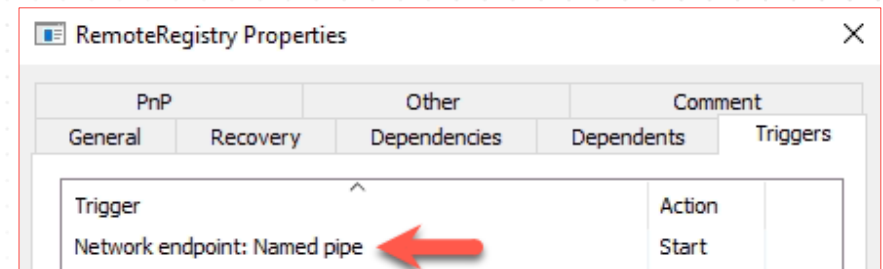 RemoteRegistry Properties
PnP Other Comment
General Recovery Dependencies Dependents Triggers
Trigger Action
Network endpoint: Named pipe Start